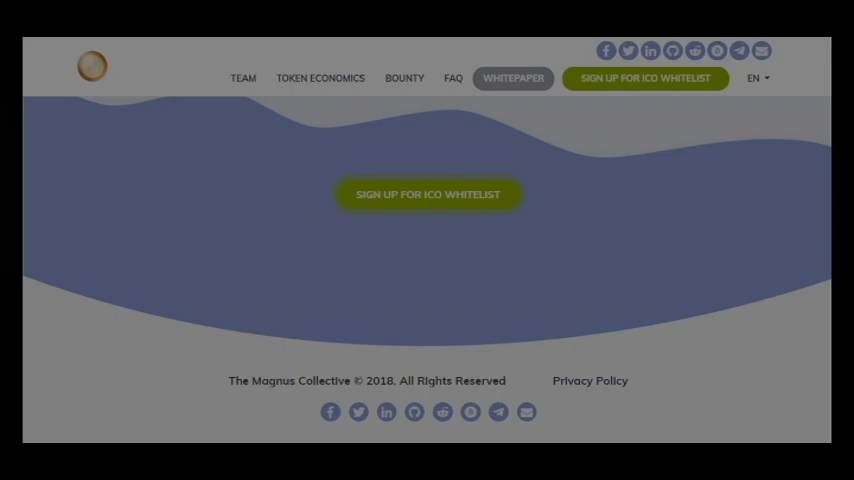 TEAM TOKEN ECONOMICS BOUNTY FAQ WHITEPAPER SIGN UP FOR ICO WHITELIST EN
SIGN UP FOR ICO WHITELIST
The Magnus Collective © 2018. All Rights Reserved Privacy Policy